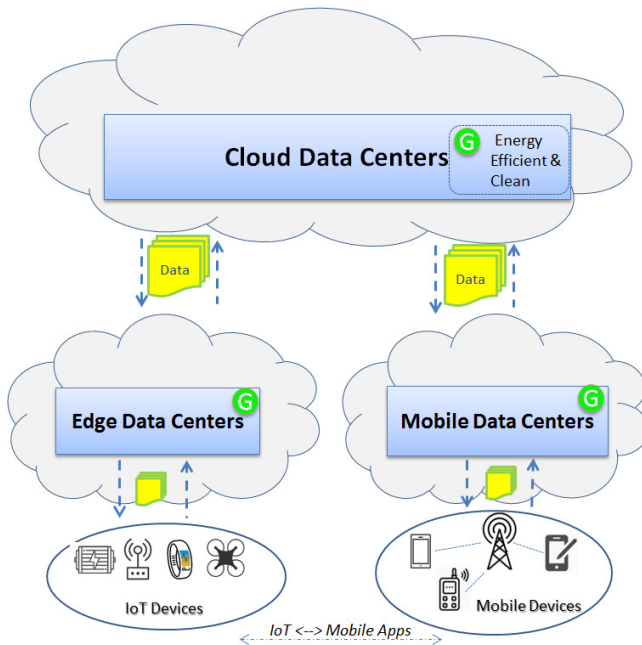 Cloud Data Centers
G
Energy
Efficient &
Clean
Data
Data
Edge Data Centers
G
Mobile Data Centers
G
IoT Devices
Mobile Devices
IoT <--> Mobile Apps